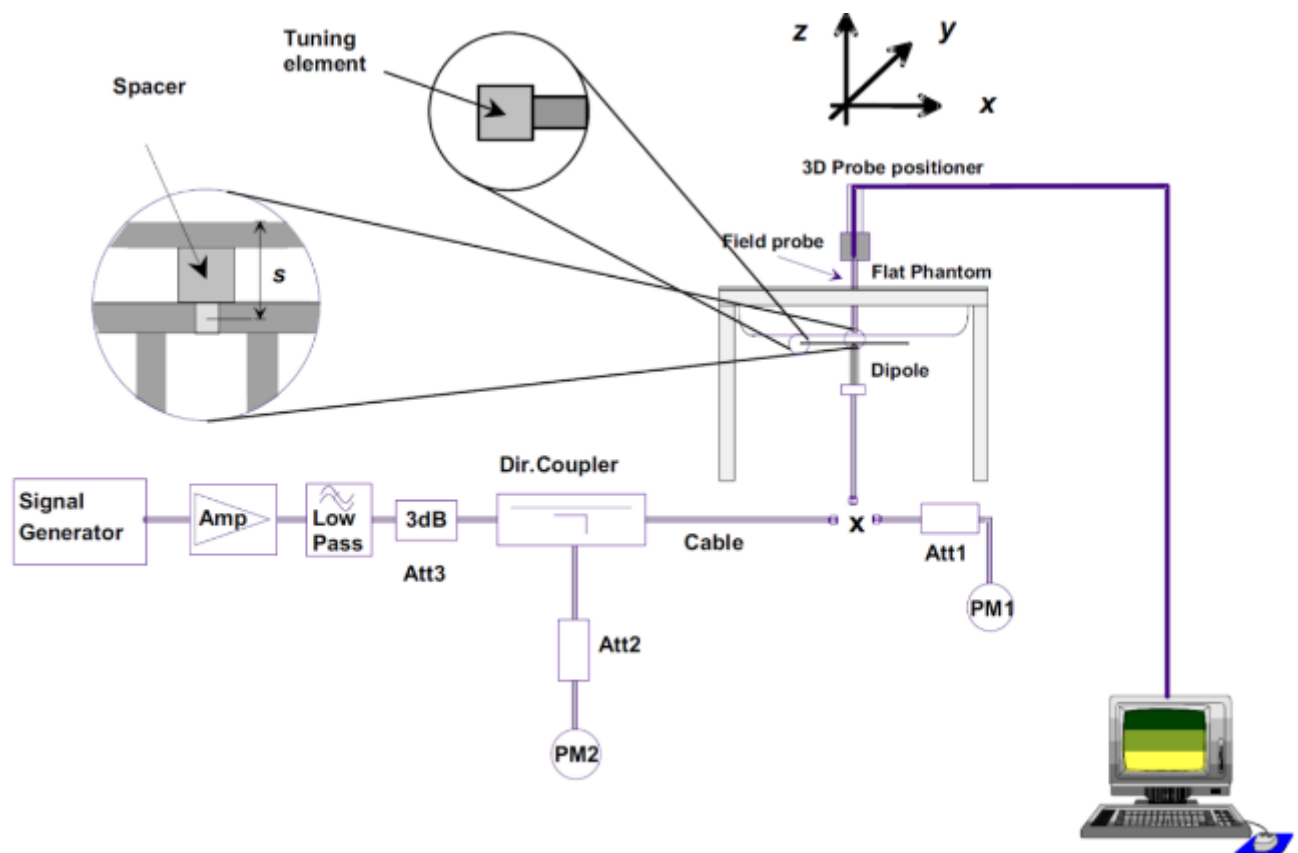 Tuning
element
Spacer
z
y
x
3D Probe positioner
Field probe
Flat Phantom
s
Dipole
Dir.Coupler
Signal
Generator
Amp
Low
Pass
3dB
Att3
Cable
x
Att1
PM1
Att2
PM2